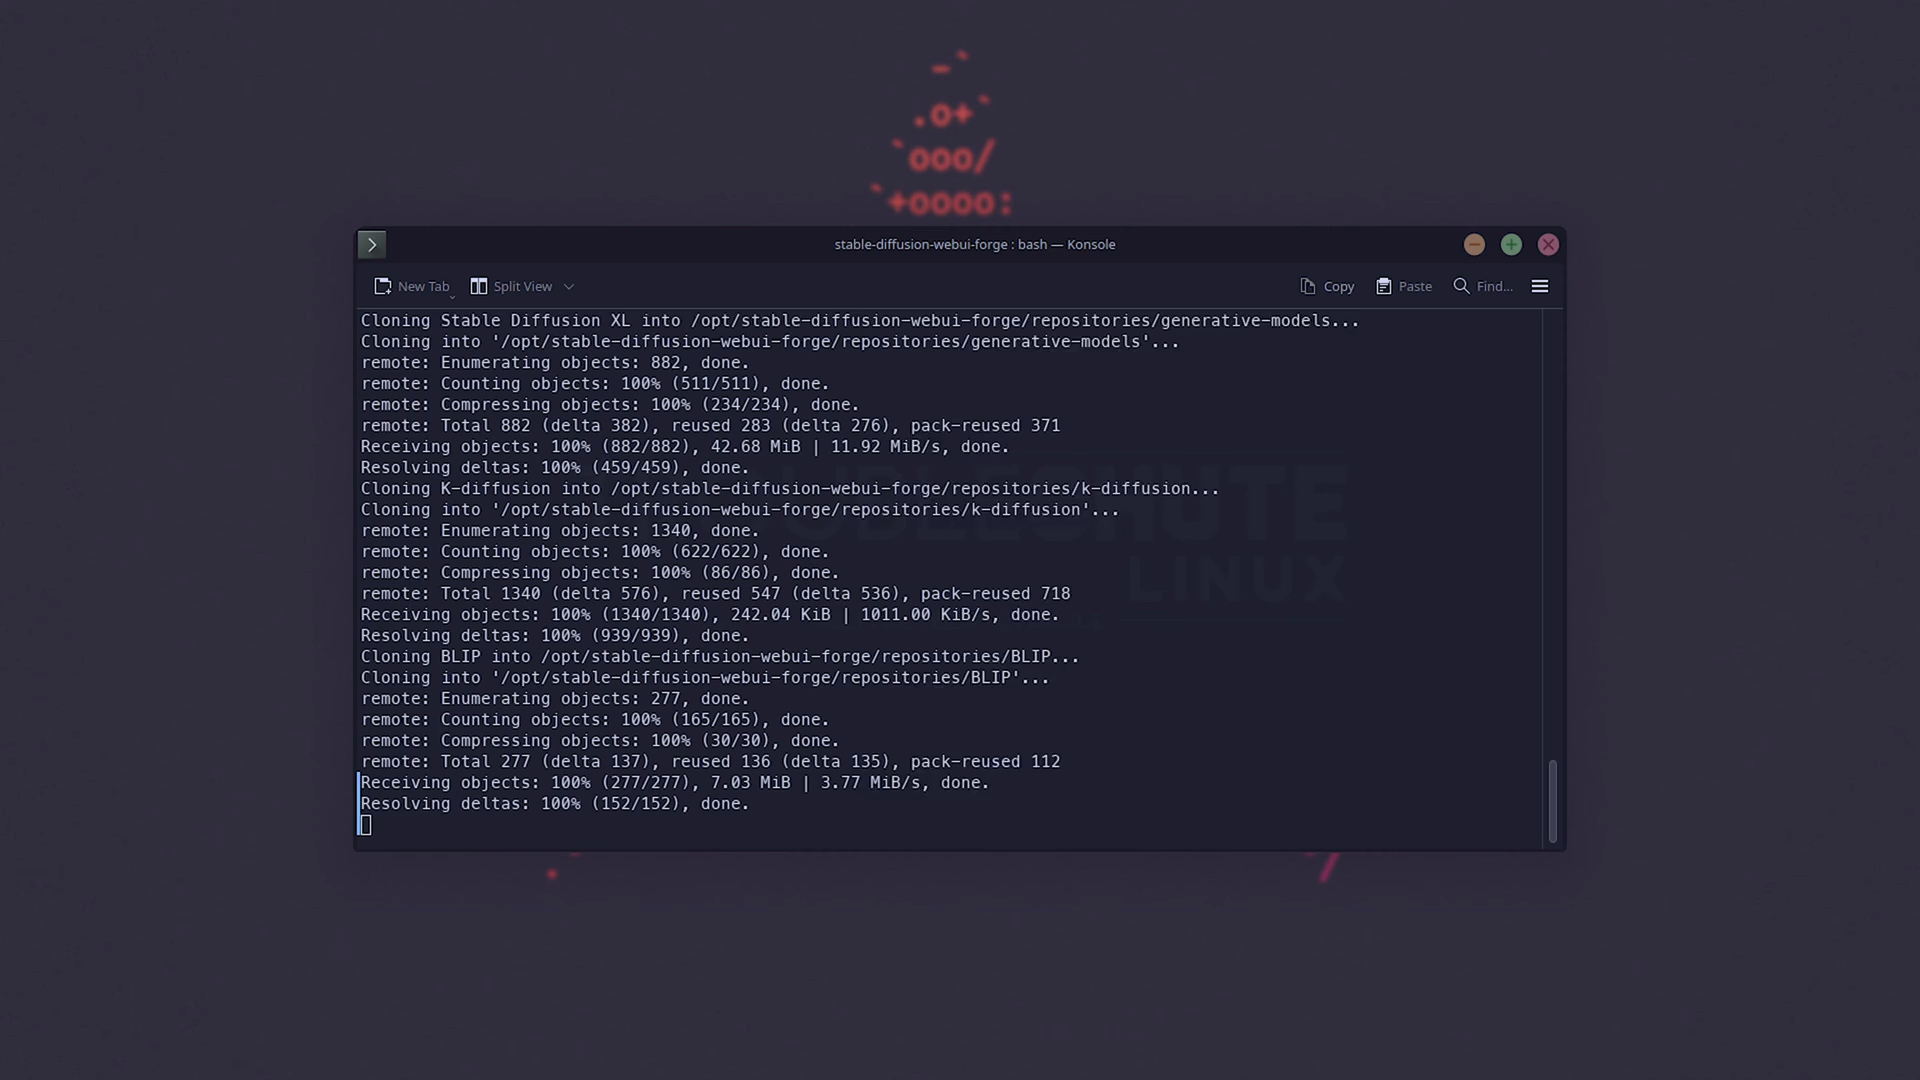 -`
.o+`
`ooo/
`+oooo:
stable-diffusion-webui-forge : bash — Konsole
New Tab
Split View
Copy
Paste
Find...
Cloning Stable Diffusion XL into /opt/stable-diffusion-webui-forge/repositories/generative-models...
Cloning into '/opt/stable-diffusion-webui-forge/repositories/generative-models'...
remote: Enumerating objects: 882, done.
remote: Counting objects: 100% (511/511), done.
remote: Compressing objects: 100% (234/234), done.
remote: Total 882 (delta 382), reused 283 (delta 276), pack-reused 371
Receiving objects: 100% (882/882), 42.68 MiB | 11.92 MiB/s, done.
Resolving deltas: 100% (459/459), done.
Cloning K-diffusion into /opt/stable-diffusion-webui-forge/repositories/k-diffusion...
Cloning into '/opt/stable-diffusion-webui-forge/repositories/k-diffusion'...
remote: Enumerating objects: 1340, done.
remote: Counting objects: 100% (622/622), done.
remote: Compressing objects: 100% (86/86), done.
remote: Total 1340 (delta 576), reused 547 (delta 536), pack-reused 718
Receiving objects: 100% (1340/1340), 242.04 KiB | 1011.00 KiB/s, done.
Resolving deltas: 100% (939/939), done.
Cloning BLIP into /opt/stable-diffusion-webui-forge/repositories/BLIP...
Cloning into '/opt/stable-diffusion-webui-forge/repositories/BLIP'...
remote: Enumerating objects: 277, done.
remote: Counting objects: 100% (165/165), done.
remote: Compressing objects: 100% (30/30), done.
remote: Total 277 (delta 137), reused 136 (delta 135), pack-reused 112
Receiving objects: 100% (277/277), 7.03 MiB | 3.77 MiB/s, done.
Resolving deltas: 100% (152/152), done.
LINUX